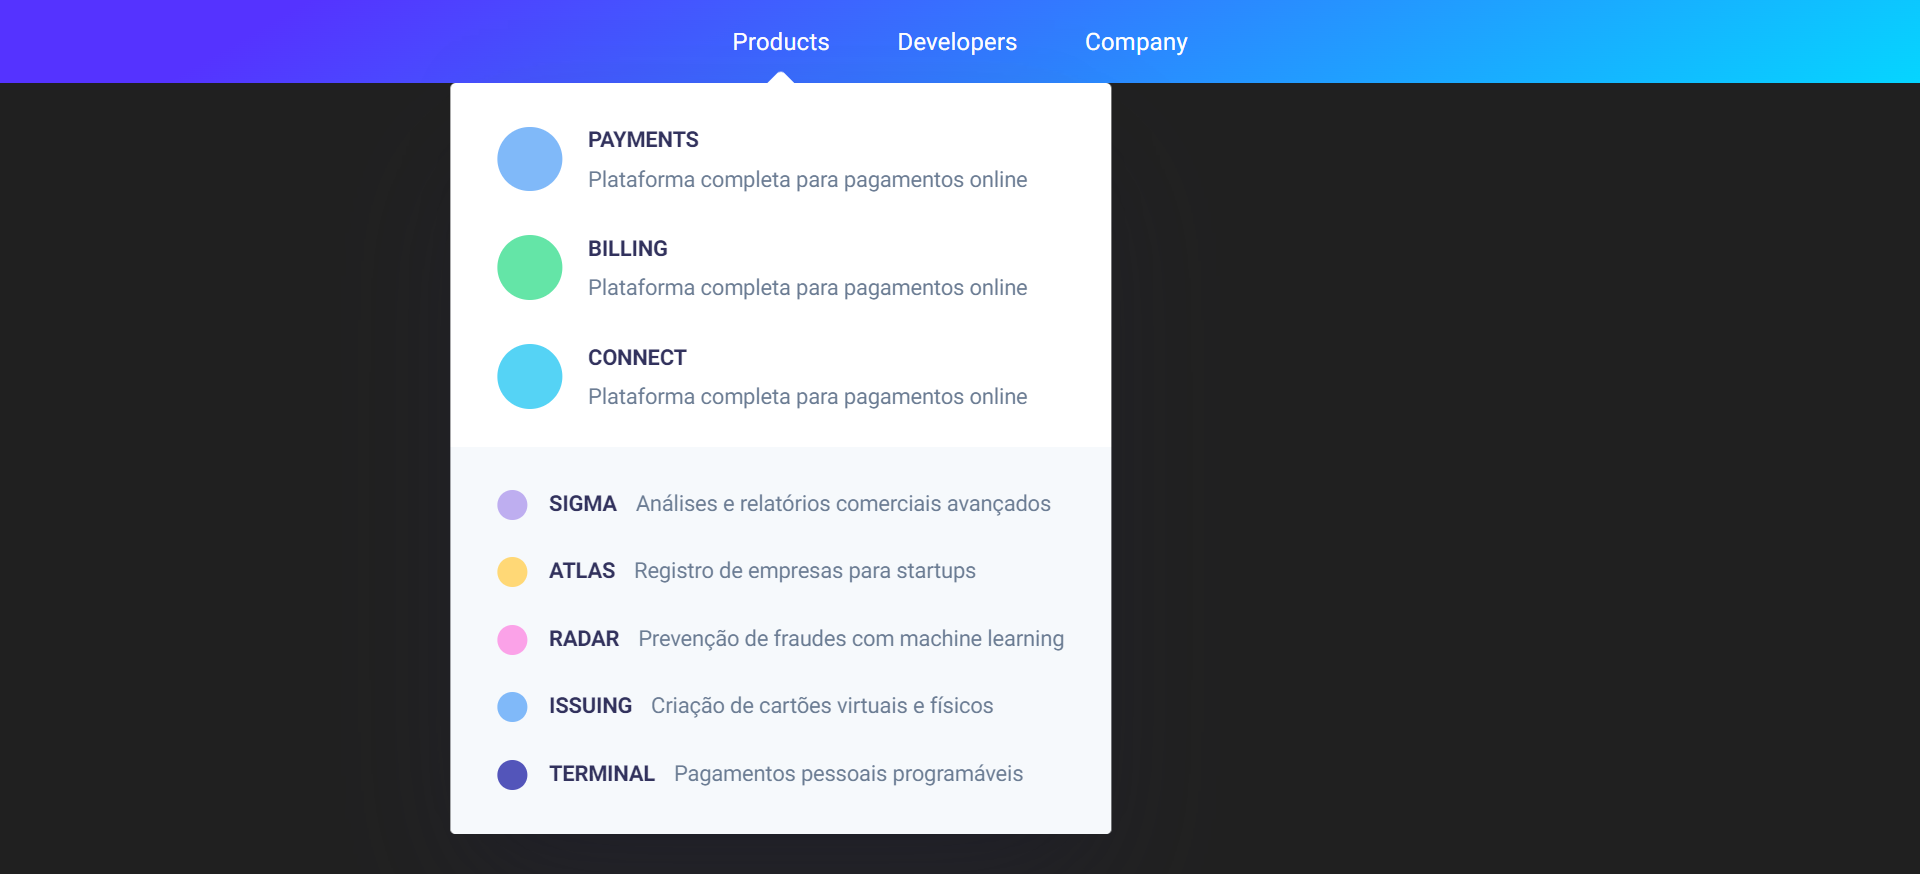 Products Developers Company
PAYMENTS
Plataforma completa para pagamentos online
BILLING
Plataforma completa para pagamentos online
CONNECT
Plataforma completa para pagamentos online
SIGMA Análises e relatórios comerciais avançados
ATLAS Registro de empresas para startups
RADAR Prevenção de fraudes com machine learning
ISSUING Criação de cartões virtuais e físicos
TERMINAL Pagamentos pessoais programáveis